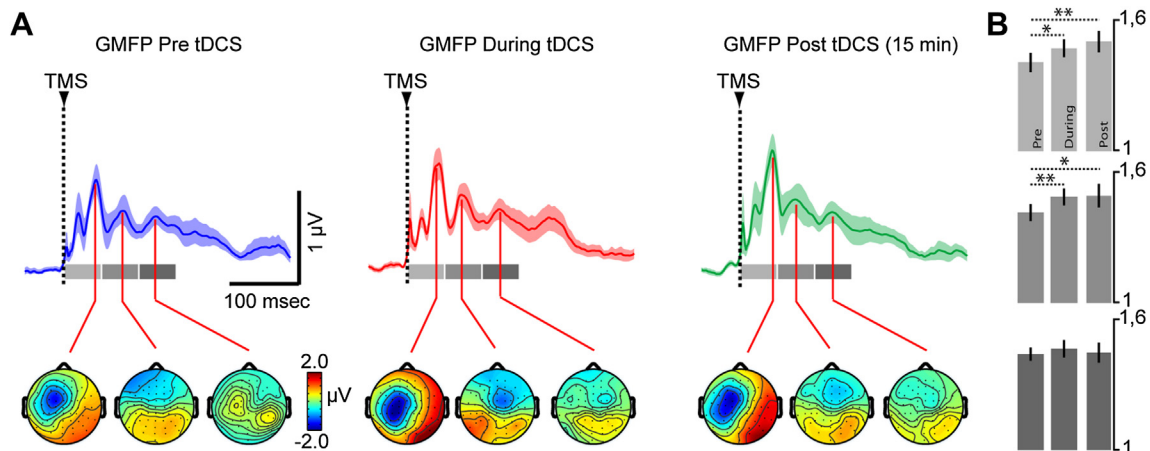 A
GMFP Pre tDCS
GMFP During tDCS
GMFP Post tDCS (15 min)
B
TMS
TMS
TMS
1 µV
100 msec
2.0
µV
-2.0
**
*
1,6
Pre
During
Post
1
*
**
1,6
1
1,6
1